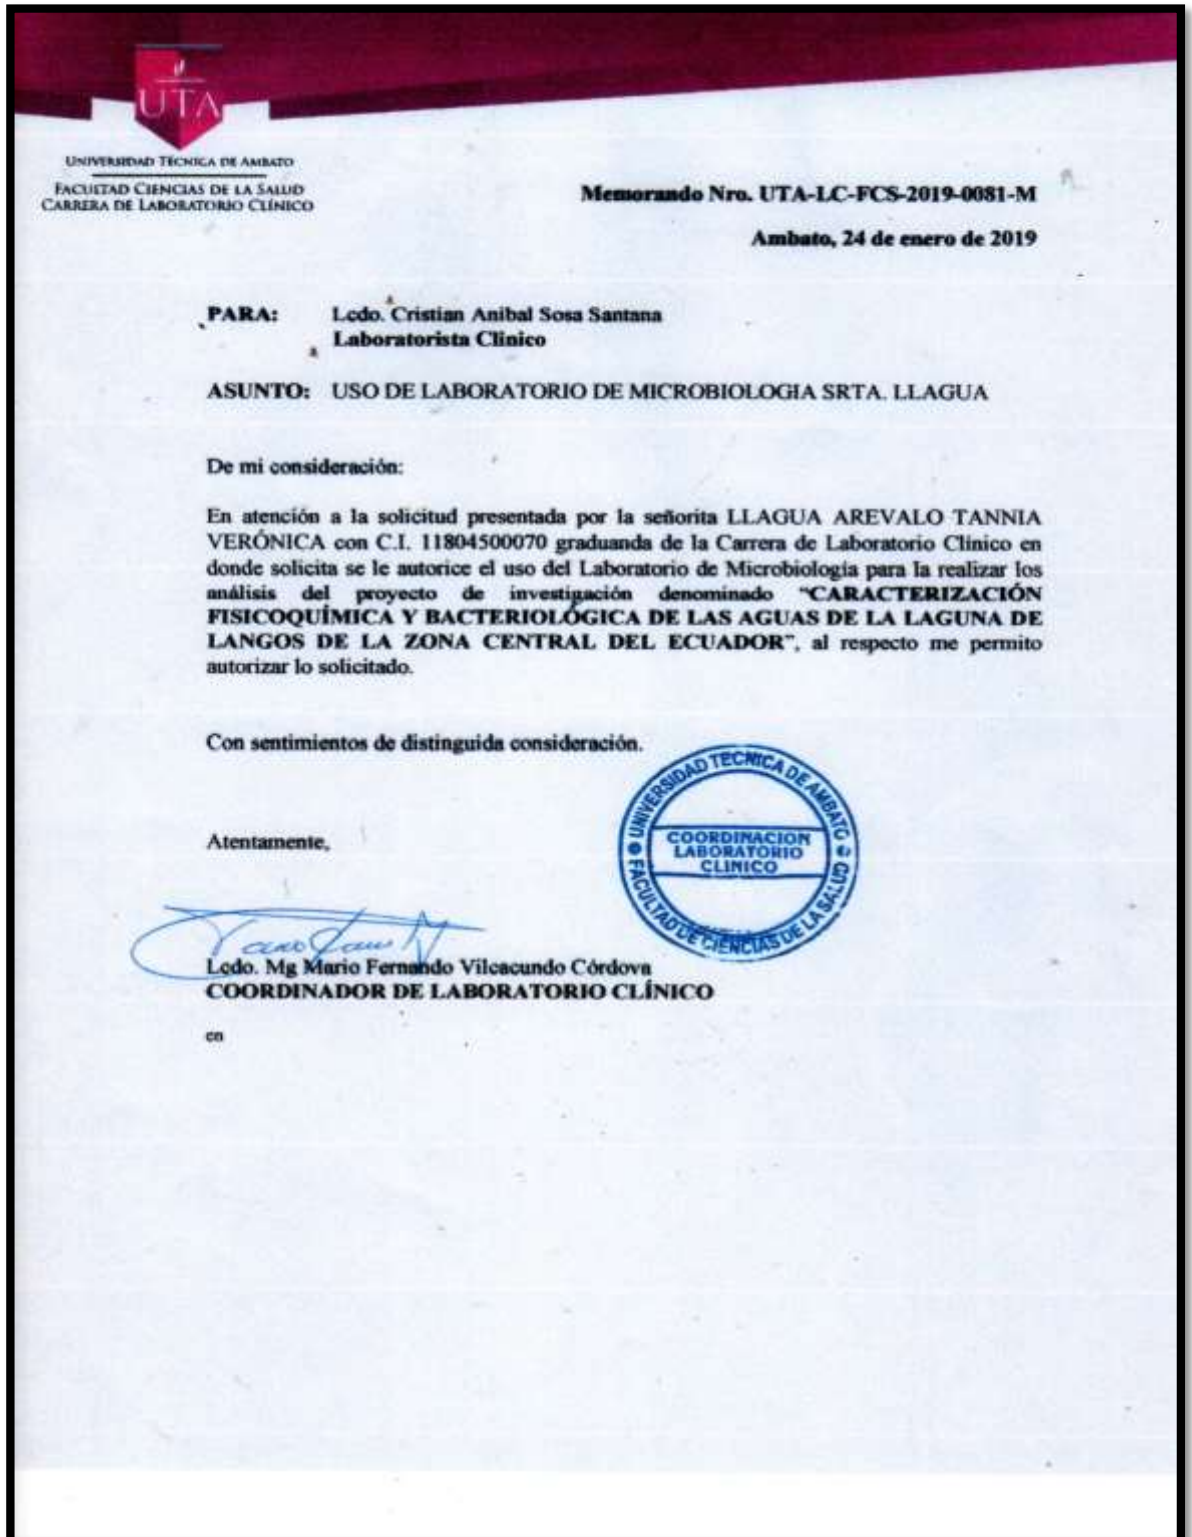 UTA
UNIVERSIDAD TÉCNICA DE AMBATO
FACULTAD CIENCIAS DE LA SALUD
CARRERA DE LABORATORIO CLÍNICO
Memorando Nro. UTA-LC-FCS-2019-0081-M
Ambato, 24 de enero de 2019
PARA: Lcdo. Cristian Anibal Sosa Santana
Laboratorista Clinico
ASUNTO: USO DE LABORATORIO DE MICROBIOLOGIA SRTA. LLAGUA
De mi consideración:
En atención a la solicitud presentada por la señorita LLAGUA AREVALO TANNIA
VERÓNICA con C.I. 11804500070 graduanda de la Carrera de Laboratorio Clínico en
donde solicita se le autorice el uso del Laboratorio de Microbiología para la realizar los
análisis del proyecto de investigación denominado "CARACTERIZACIÓN
FISICOQUÍMICA Y BACTERIOLÓGICA DE LAS AGUAS DE LA LAGUNA DE
LANGOS DE LA ZONA CENTRAL DEL ECUADOR", al respecto me permito
autorizar lo solicitado.
Con sentimientos de distinguida consideración.
UNIVERSIDAD TECNICA DE AMBATO
COORDINACION
LABORATORIO
CLINICO
FACULTAD DE CIENCIAS DE LA SALUD
Atentamente,
Lcdo. Mg Mario Fernando Vilcacundo Córdova
COORDINADOR DE LABORATORIO CLÍNICO
en